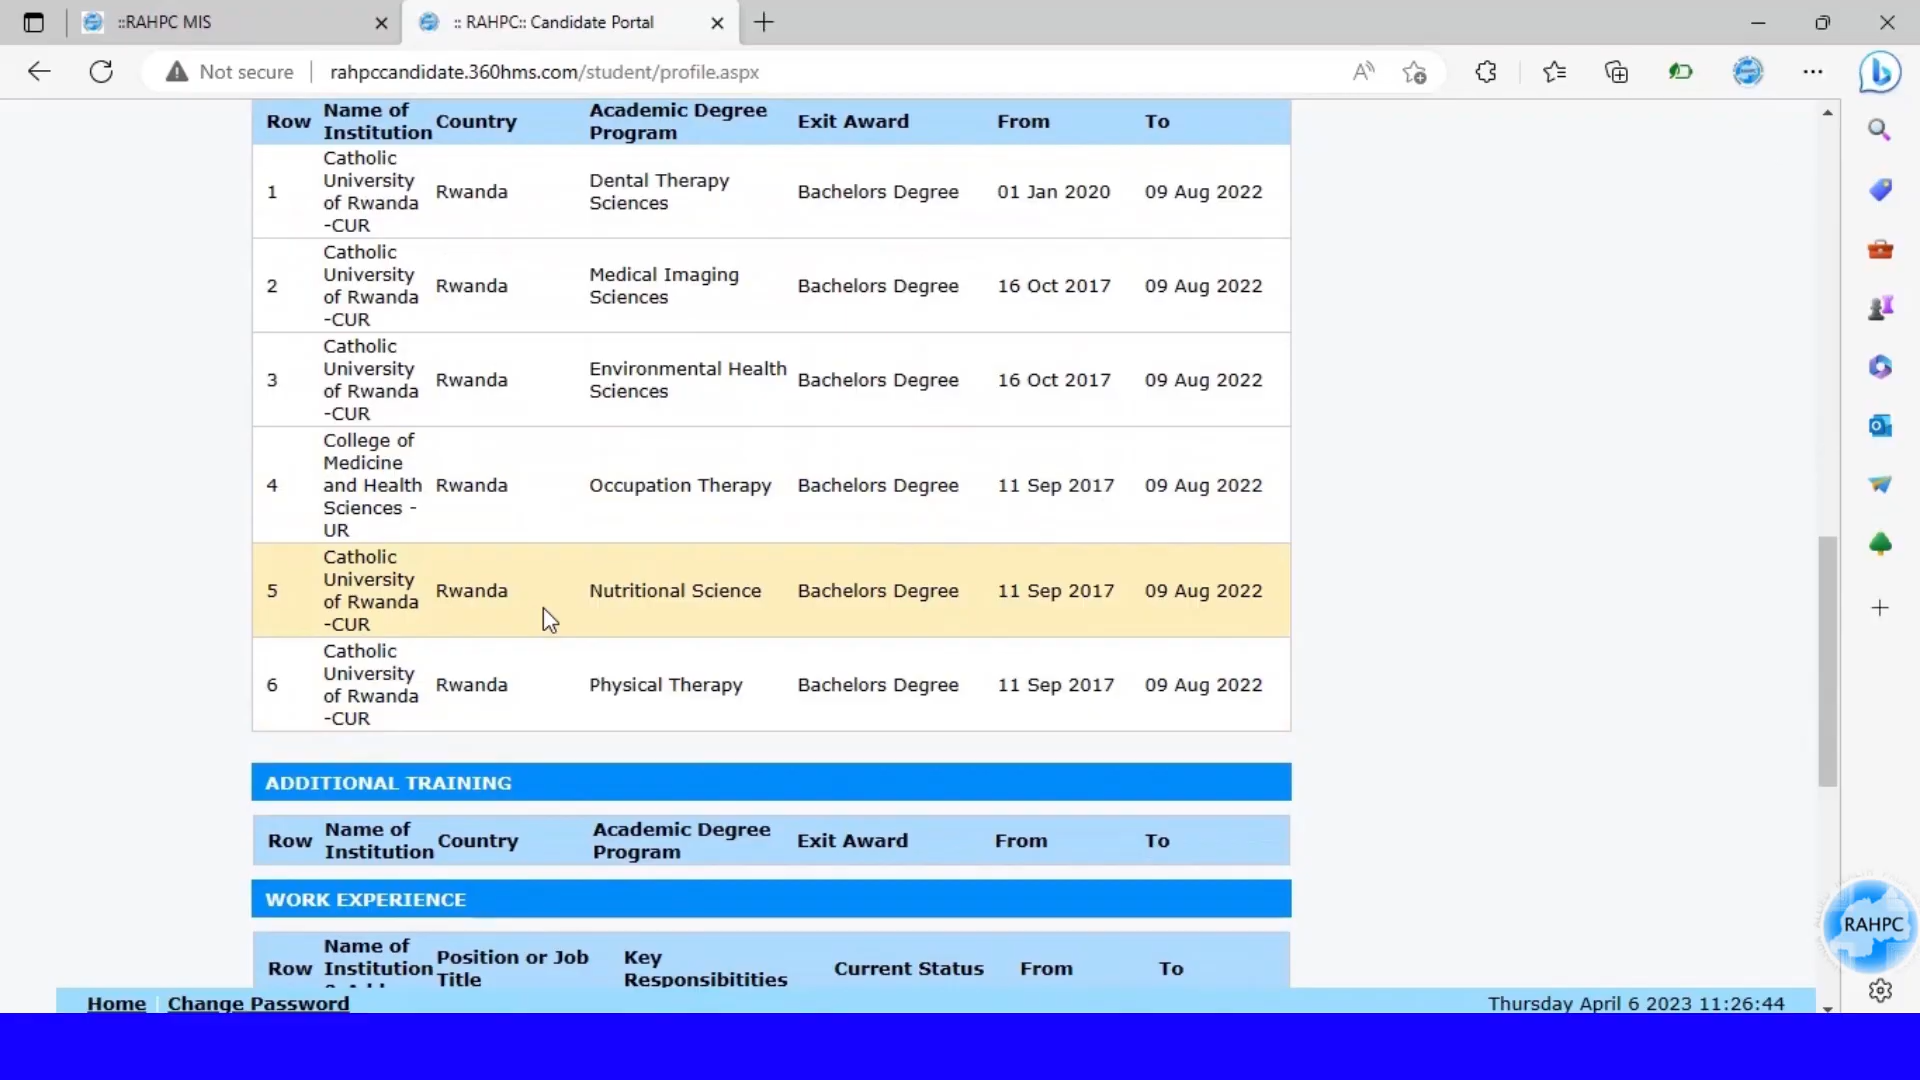 ::RAHPC MIS
:: RAHPC:: Candidate Portal
Not secure
rahpccandidate.360hms.com/student/profile.aspx
Row Name of Institution Country Academic Degree Program Exit Award From To
1 Catholic University of Rwanda -CUR Rwanda Dental Therapy Sciences Bachelors Degree 01 Jan 2020 09 Aug 2022
2 Catholic University of Rwanda -CUR Rwanda Medical Imaging Sciences Bachelors Degree 16 Oct 2017 09 Aug 2022
3 Catholic University of Rwanda -CUR Rwanda Environmental Health Sciences Bachelors Degree 16 Oct 2017 09 Aug 2022
4 College of Medicine and Health Sciences - UR Rwanda Occupation Therapy Bachelors Degree 11 Sep 2017 09 Aug 2022
5 Catholic University of Rwanda -CUR Rwanda Nutritional Science Bachelors Degree 11 Sep 2017 09 Aug 2022
6 Catholic University of Rwanda -CUR Rwanda Physical Therapy Bachelors Degree 11 Sep 2017 09 Aug 2022
ADDITIONAL TRAINING
Row Name of Institution Country Academic Degree Program Exit Award From To
WORK EXPERIENCE
Row Name of Institution Position or Job Title Key Responsibitities Current Status From To
RAHPC
Home | Change Password
Thursday April 6 2023 11:26:44